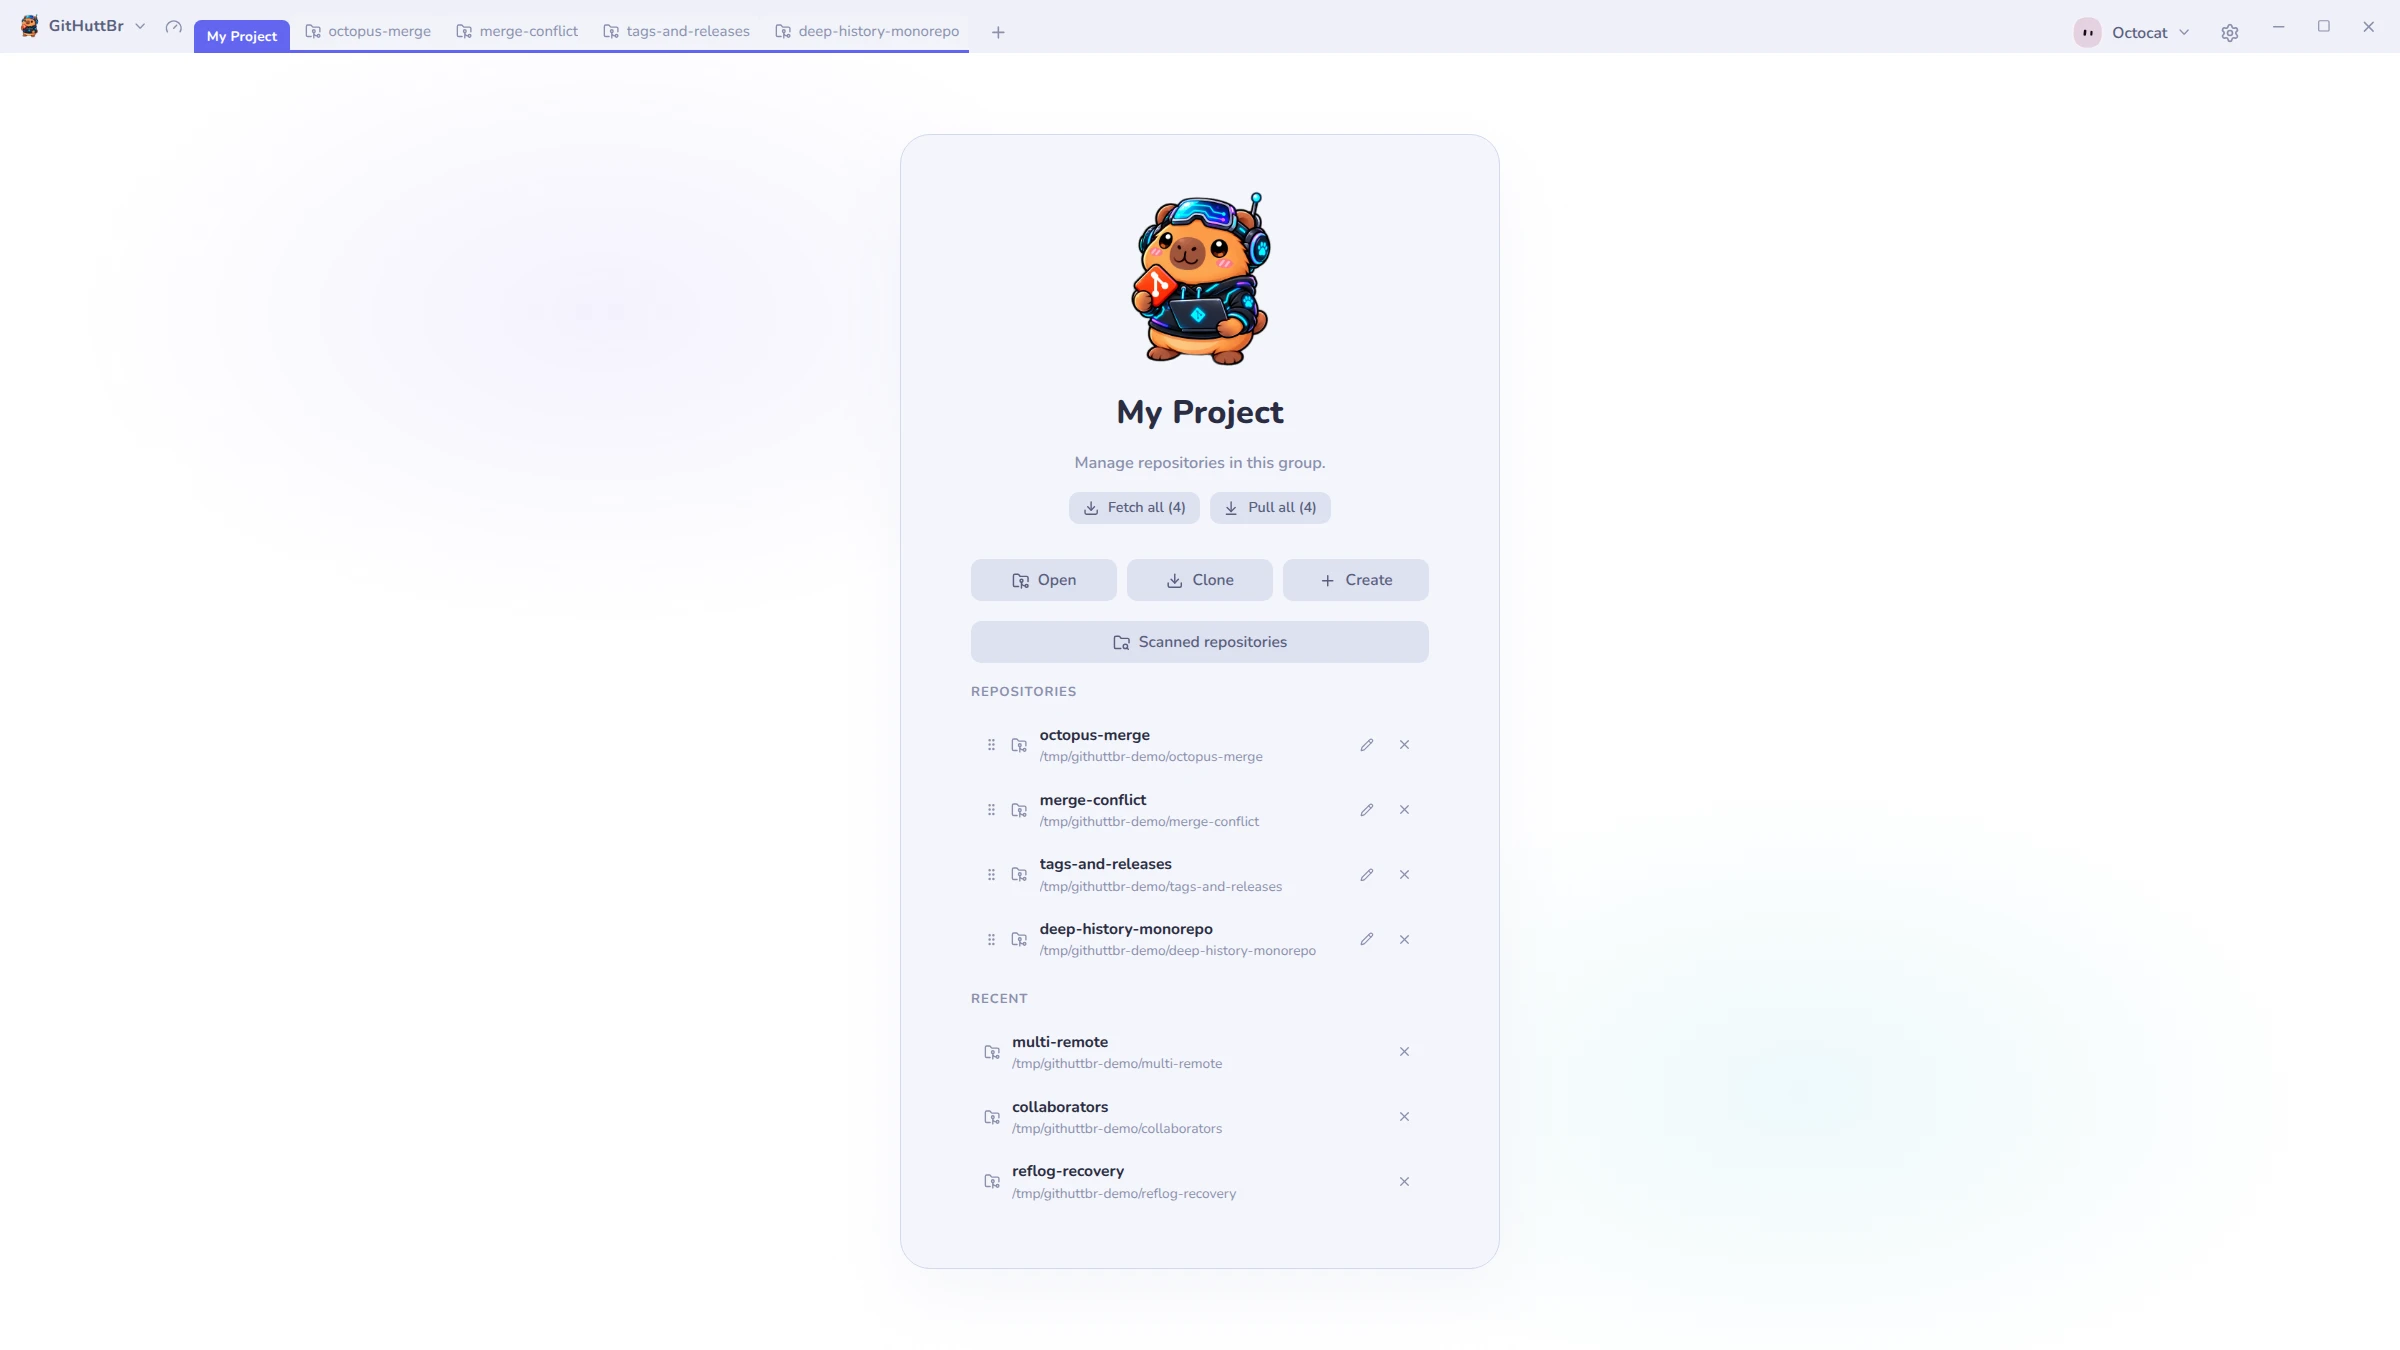 GitHuttBr
My Project
octopus-merge
merge-conflict
tags-and-releases
deep-history-monorepo
Octocat
My Project
Manage repositories in this group.
Fetch all (4)
Pull all (4)
Open
Clone
Create
Scanned repositories
REPOSITORIES
octopus-merge
/tmp/githuttbr-demo/octopus-merge
merge-conflict
/tmp/githuttbr-demo/merge-conflict
tags-and-releases
/tmp/githuttbr-demo/tags-and-releases
deep-history-monorepo
/tmp/githuttbr-demo/deep-history-monorepo
RECENT
multi-remote
/tmp/githuttbr-demo/multi-remote
collaborators
/tmp/githuttbr-demo/collaborators
reflog-recovery
/tmp/githuttbr-demo/reflog-recovery